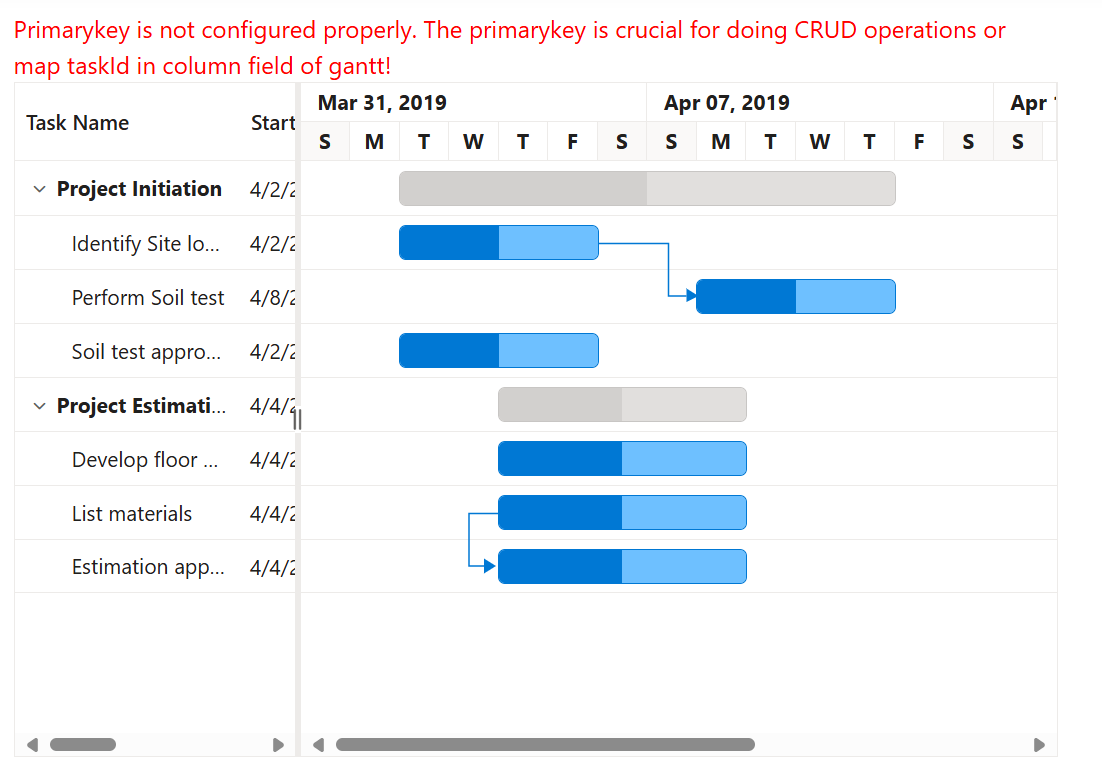 Primarykey is not configured properly. The primarykey is crucial for doing CRUD operations or
map taskId in column field of gantt!
Task Name Start
Mar 31, 2019 Apr 07, 2019 Apr
S M T W T F S S M T W T F S S
Project Initiation 4/2/2
Identify Site lo... 4/2/2
Perform Soil test 4/8/2
Soil test appro... 4/2/2
Project Estimati... 4/4/2
Develop floor ... 4/4/2
List materials 4/4/2
Estimation app... 4/4/2